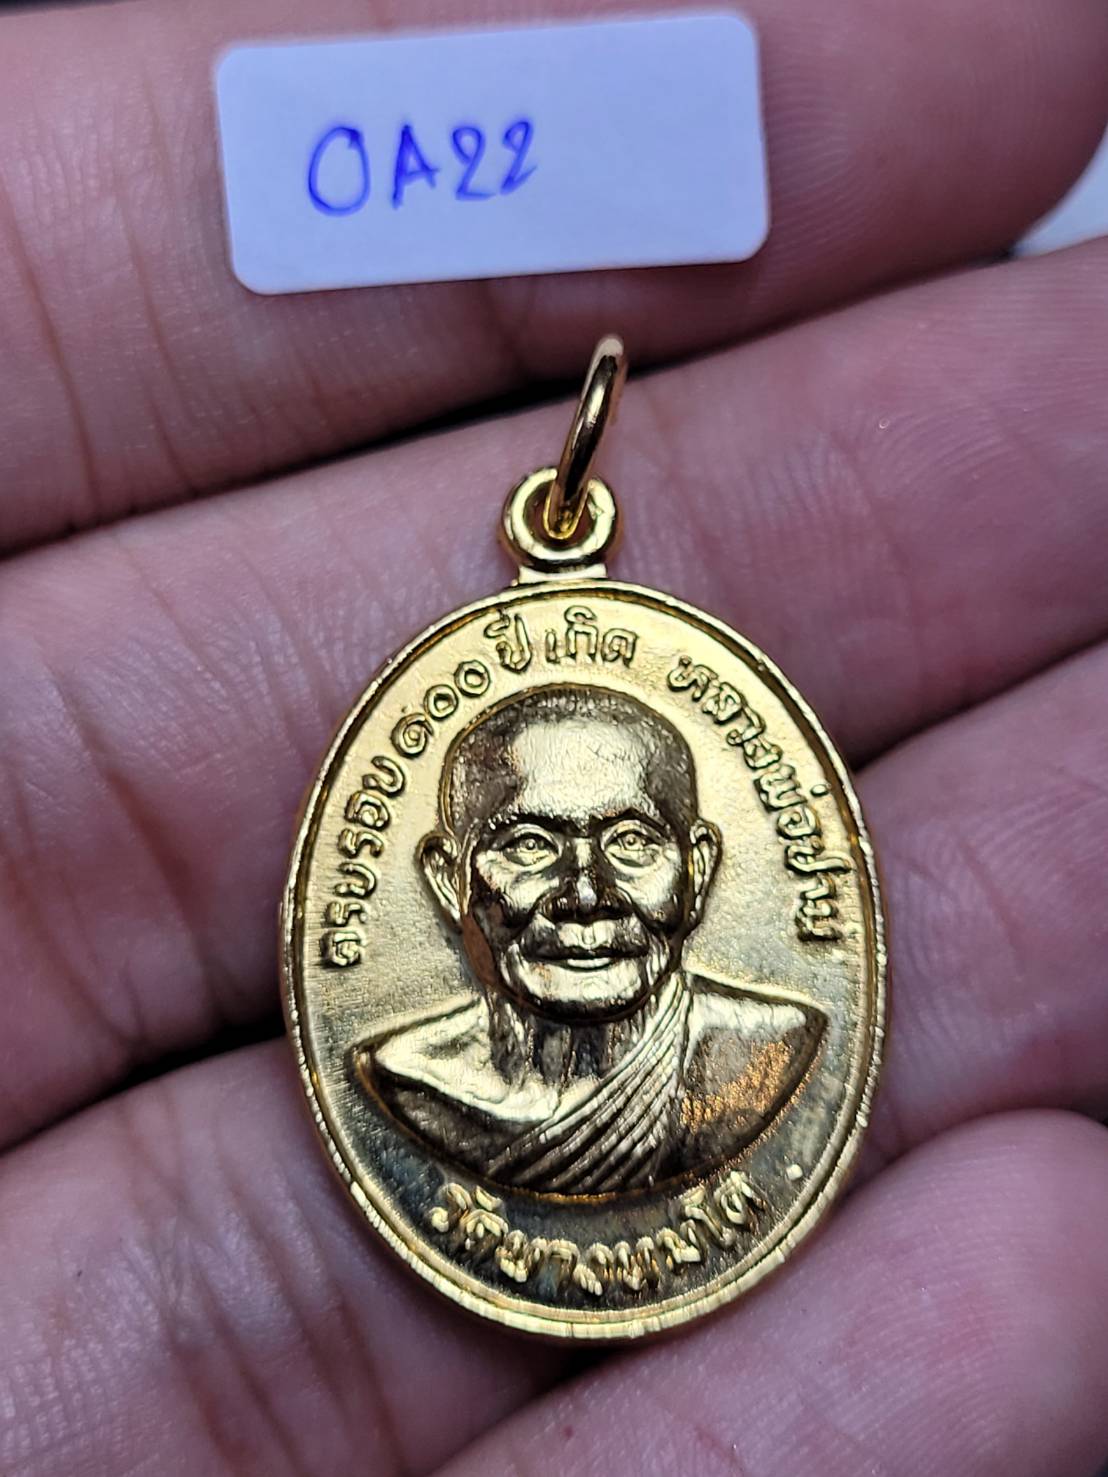 OA22
ครบรอบ ๑๐๐ ปี เกิด หลวงพ่อปาน
วัดบางนมโค